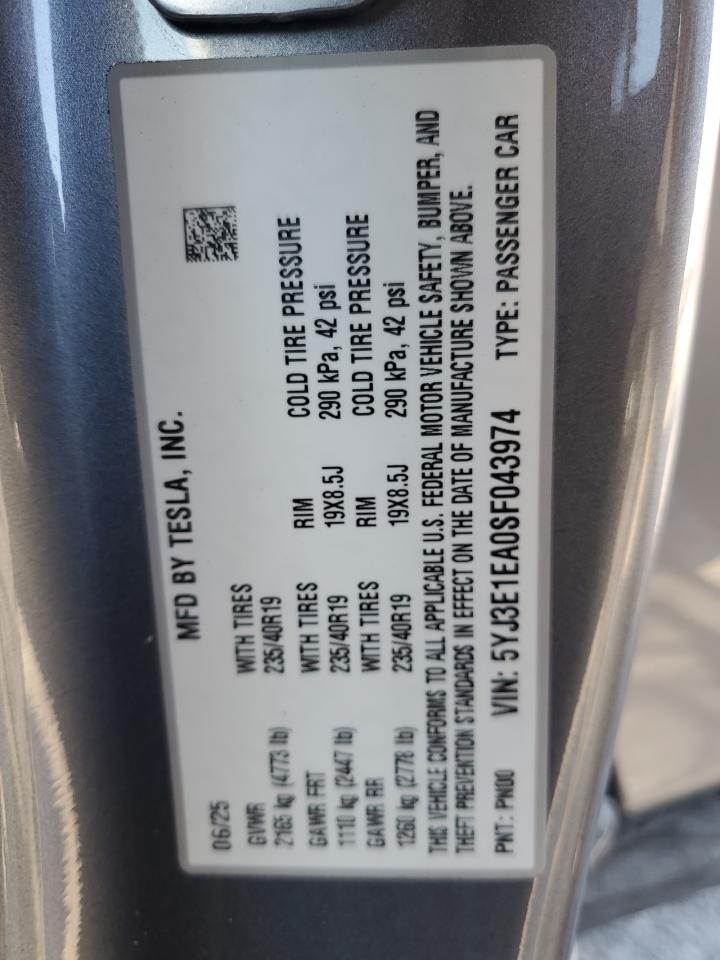 MFD BY TESLA, INC.
06/25
GVWR WITH TIRES RIM COLD TIRE PRESSURE
2165 kg (4773 lb) 235/40R19 19X8.5J 290 kPa, 42 psi
GAWR FRT WITH TIRES RIM COLD TIRE PRESSURE
1110 kg (2447 lb) 235/40R19 19X8.5J 290 kPa, 42 psi
GAWR RR WITH TIRES
1260 kg (2778 lb) 235/40R19
THIS VEHICLE CONFORMS TO ALL APPLICABLE U.S. FEDERAL MOTOR VEHICLE SAFETY, BUMPER, AND
THEFT PREVENTION STANDARDS IN EFFECT ON THE DATE OF MANUFACTURE SHOWN ABOVE.
PNT: PN00 VIN: 5YJ3E1EA0SF043974 TYPE: PASSENGER CAR